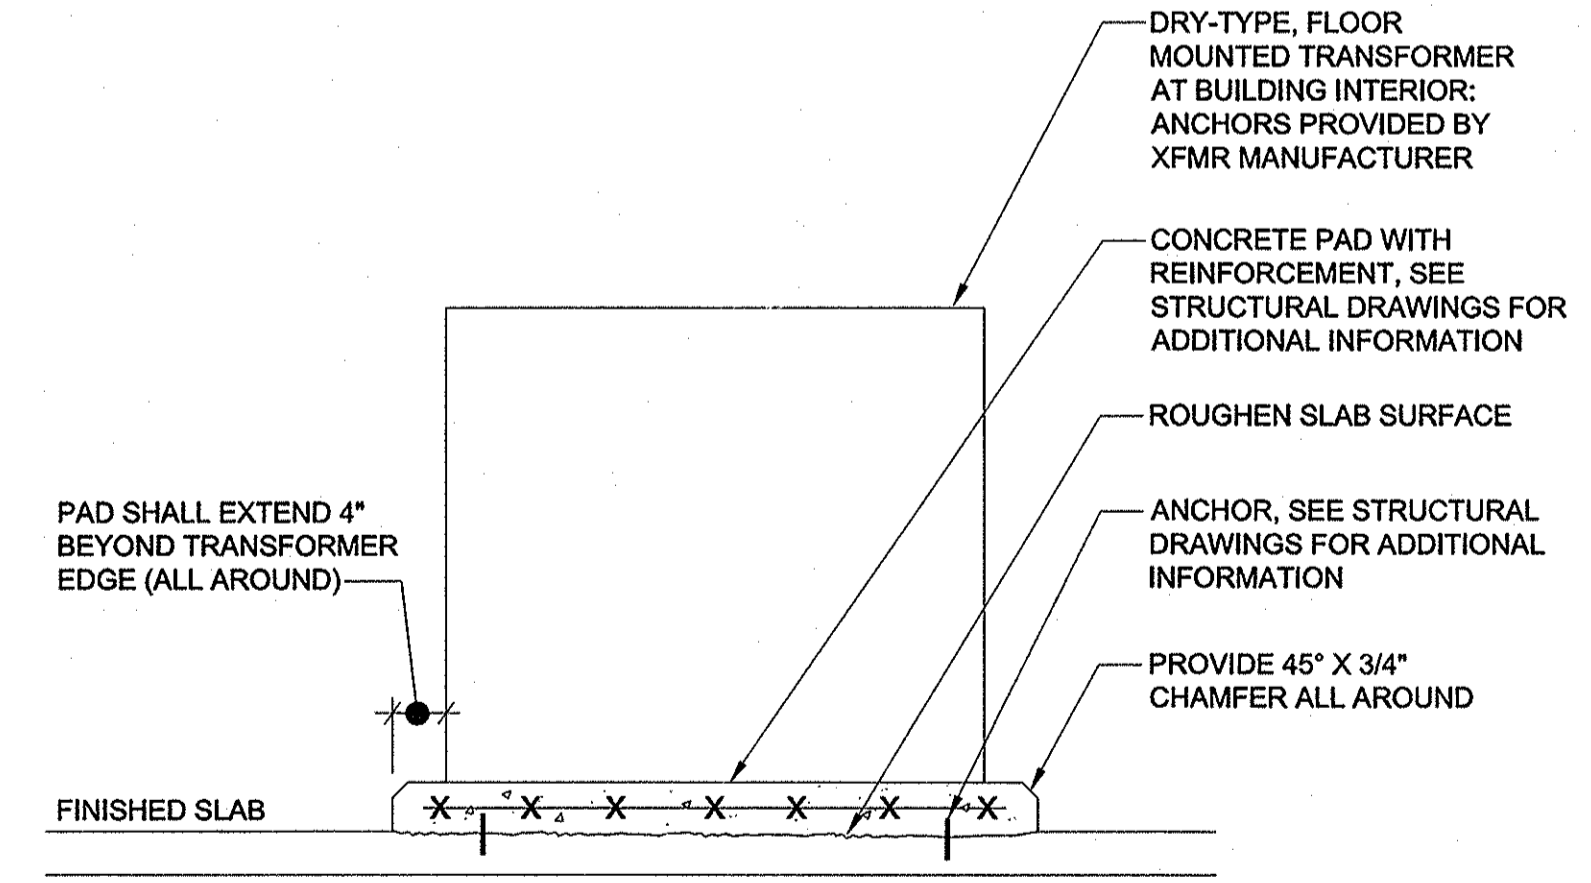 DRY-TYPE, FLOOR
MOUNTED TRANSFORMER
AT BUILDING INTERIOR:
ANCHORS PROVIDED BY
XFMR MANUFACTURER
CONCRETE PAD WITH
REINFORCEMENT, SEE
STRUCTURAL DRAWINGS FOR
ADDITIONAL INFORMATION
ROUGHEN SLAB SURFACE
PAD SHALL EXTEND 4"
BEYOND TRANSFORMER
EDGE (ALL AROUND)
ANCHOR, SEE STRUCTURAL
DRAWINGS FOR ADDITIONAL
INFORMATION
PROVIDE 45° X 3/4"
CHAMFER ALL AROUND
FINISHED SLAB